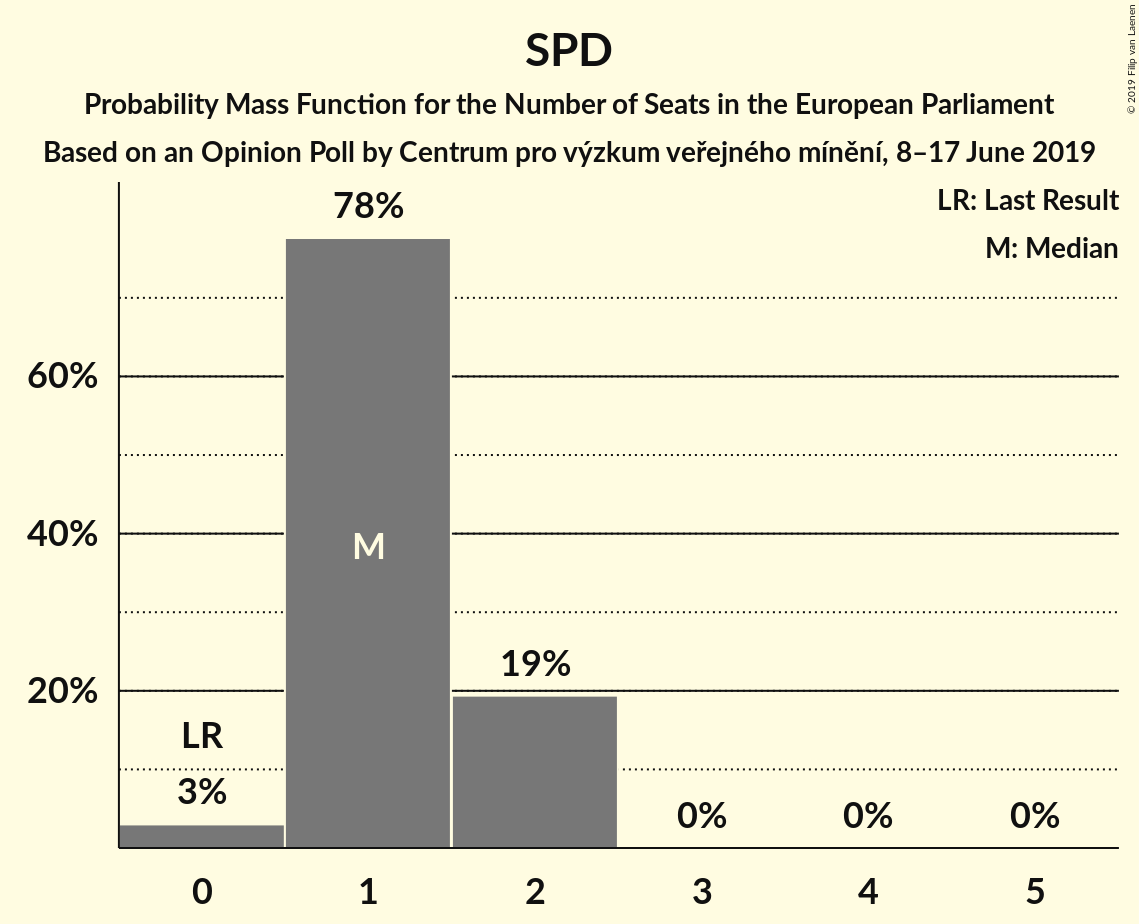 SPD
Probability Mass Function for the Number of Seats in the European Parliament
Based on an Opinion Poll by Centrum pro výzkum veřejného mínění, 8–17 June 2019
© 2019 Filip van Laenen
LR: Last Result
M: Median
78%
60%
40%
20%
M
19%
LR
3%
0%
0%
0%
0
1
2
3
4
5